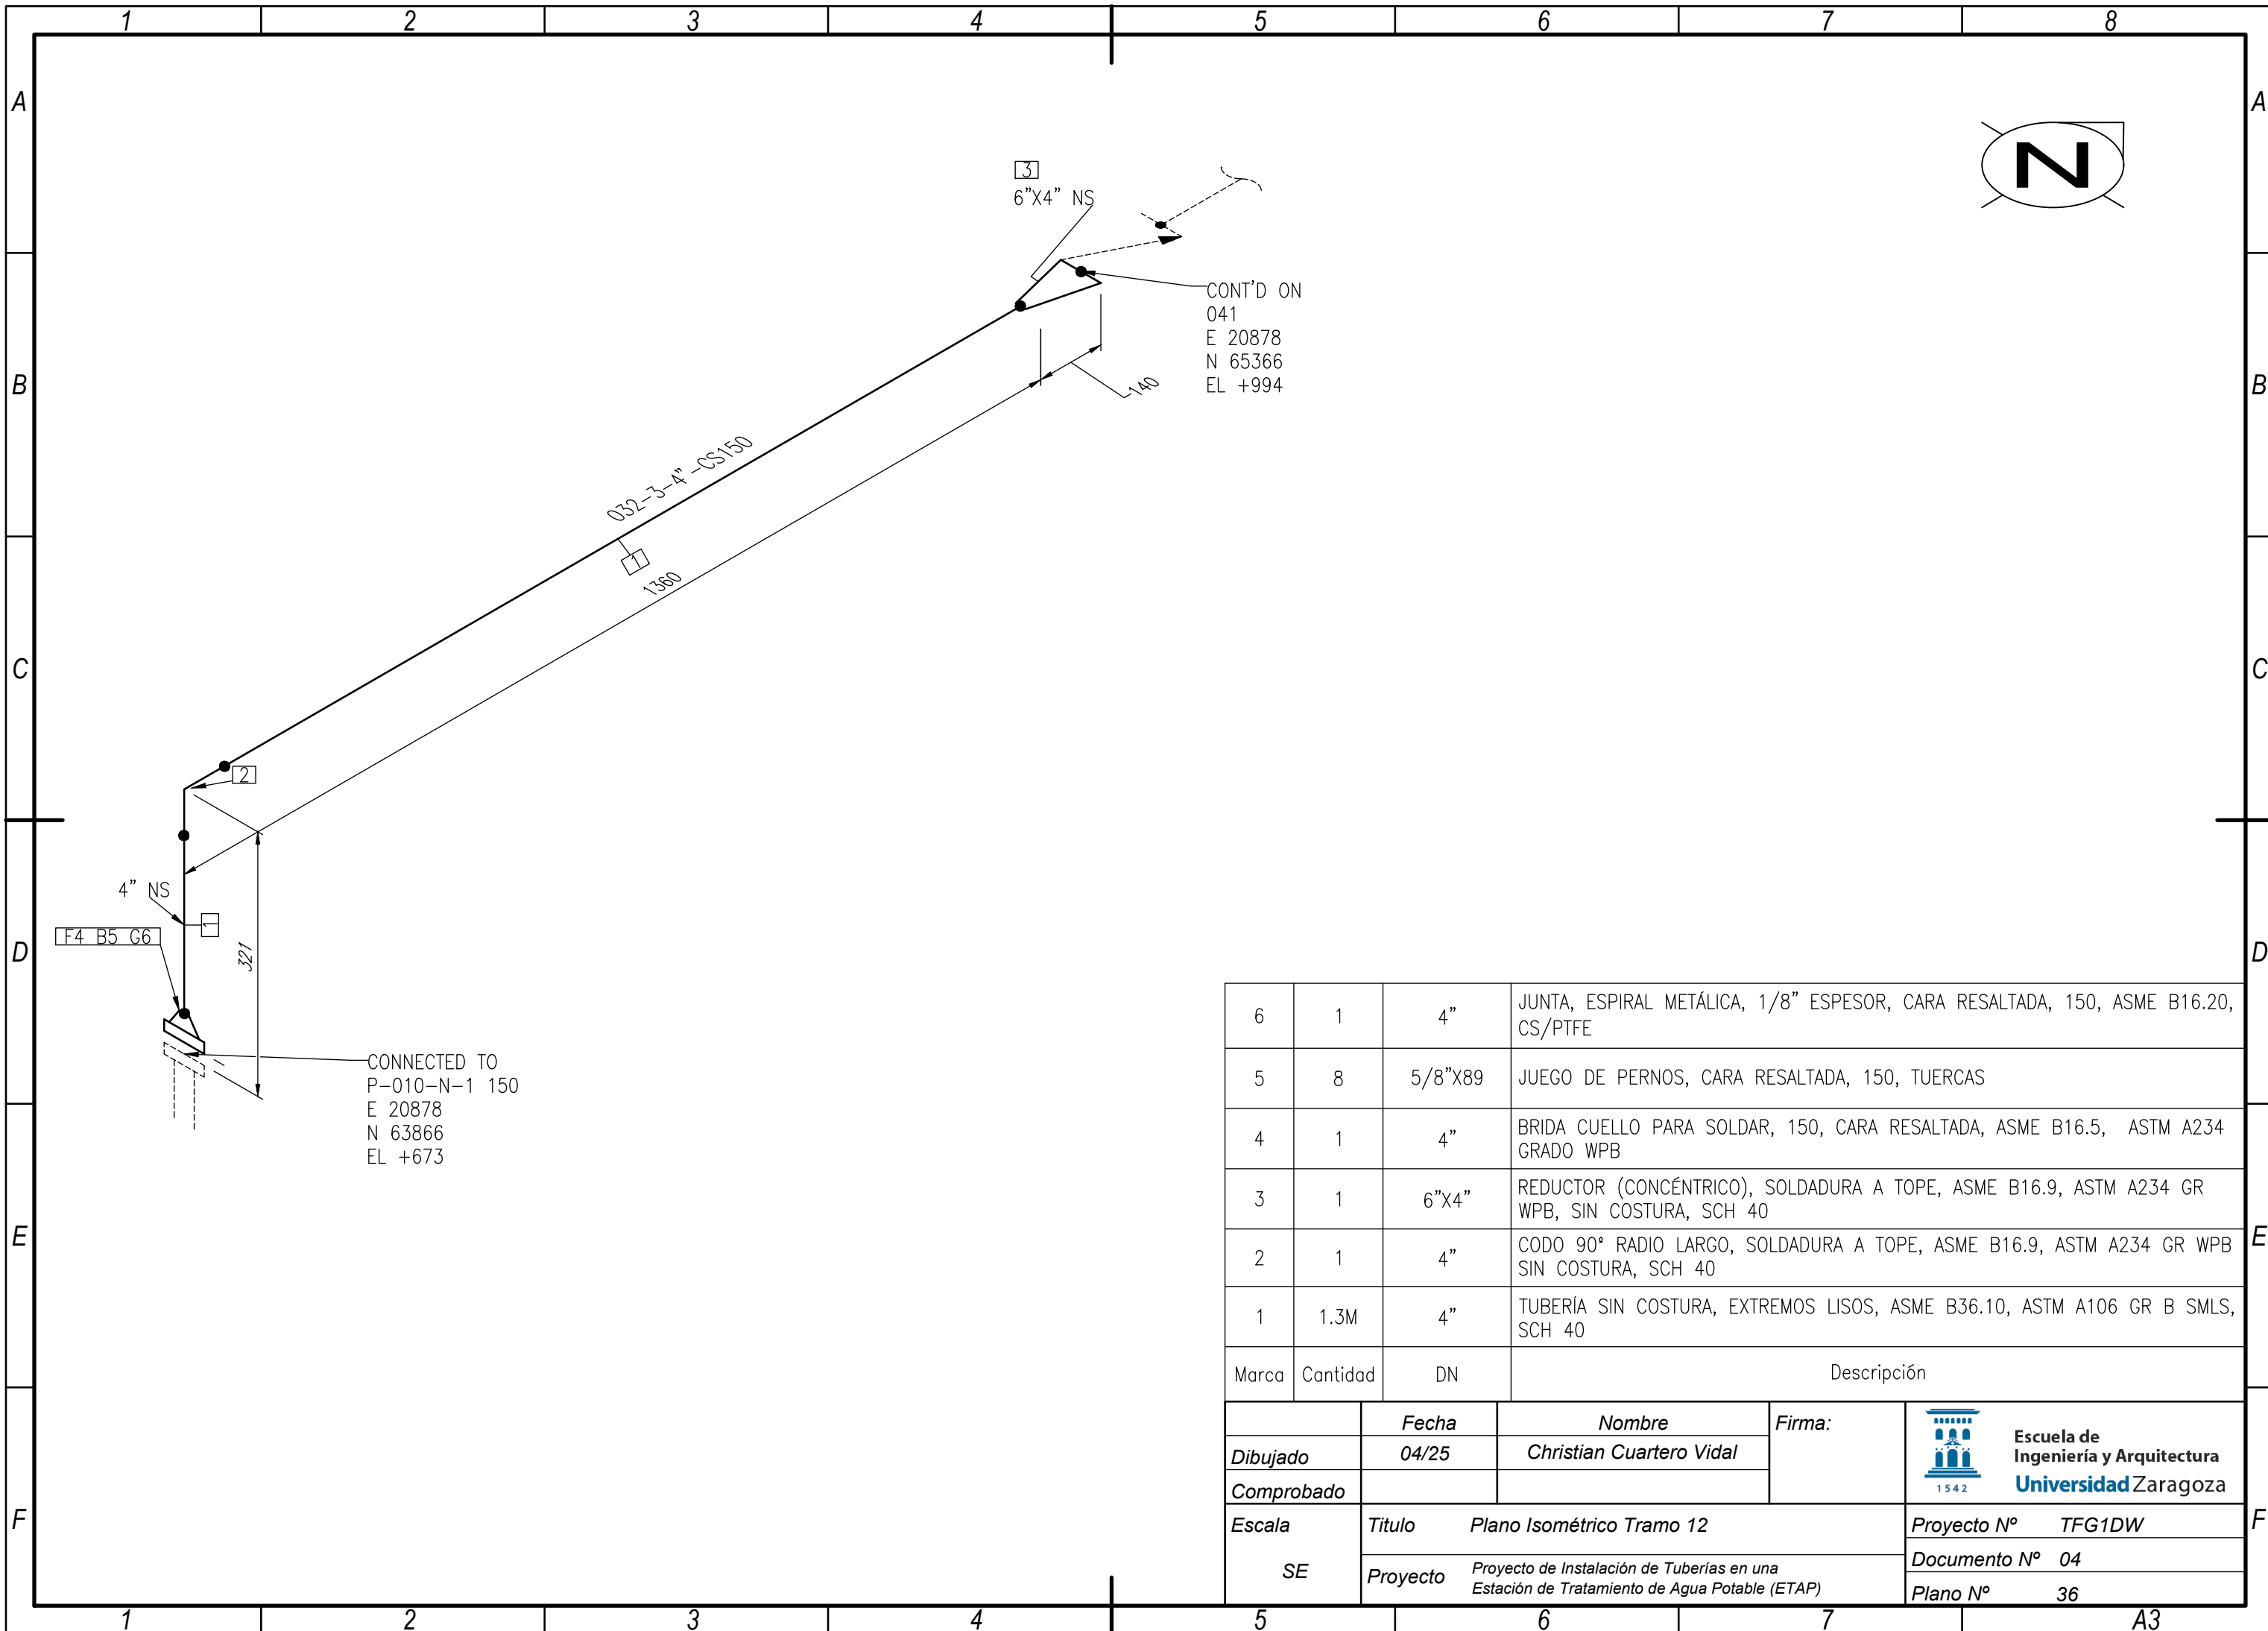 1 2 3 4 5 6 7 8
A A
B B
C C
D D
E E
F F
N
3
6”X4” NS
CONT'D ON
041
E 20878
N 65366
EL +994
140
032-3-4”-CS150
1
1360
2
4” NS
1
F4 B5 G6
321
CONNECTED TO
P-010-N-1 150
E 20878
N 63866
EL +673
6 1 4” JUNTA, ESPIRAL METÁLICA, 1/8” ESPESOR, CARA RESALTADA, 150, ASME B16.20,
CS/PTFE
5 8 5/8”X89 JUEGO DE PERNOS, CARA RESALTADA, 150, TUERCAS
4 1 4” BRIDA CUELLO PARA SOLDAR, 150, CARA RESALTADA, ASME B16.5, ASTM A234
GRADO WPB
3 1 6”X4” REDUCTOR (CONCÉNTRICO), SOLDADURA A TOPE, ASME B16.9, ASTM A234 GR
WPB, SIN COSTURA, SCH 40
2 1 4” CODO 90° RADIO LARGO, SOLDADURA A TOPE, ASME B16.9, ASTM A234 GR WPB
SIN COSTURA, SCH 40
1 1.3M 4” TUBERÍA SIN COSTURA, EXTREMOS LISOS, ASME B36.10, ASTM A106 GR B SMLS,
SCH 40
Marca Cantidad DN Descripción
Fecha Nombre Firma:
Dibujado 04/25 Christian Cuartero Vidal
Comprobado
1542
Escuela de
Ingeniería y Arquitectura
Universidad Zaragoza
Escala
SE
Titulo Plano Isométrico Tramo 12
Proyecto Proyecto de Instalación de Tuberías en una
Estación de Tratamiento de Agua Potable (ETAP)
Proyecto Nº TFG1DW
Documento Nº 04
Plano Nº 36
1 2 3 4 5 6 7 A3